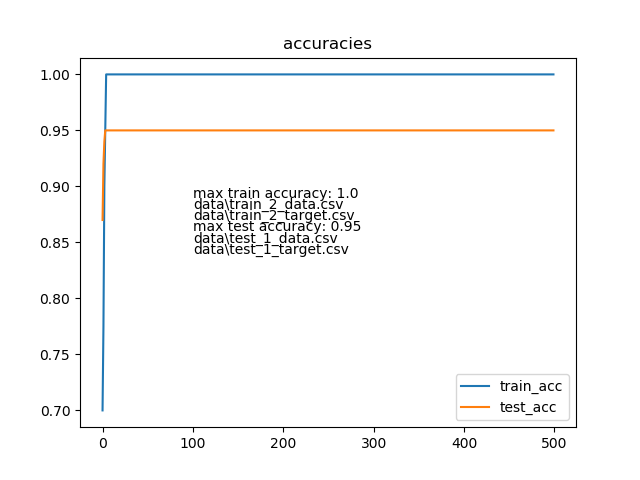 accuracies
1.00
0.95
0.90
0.85
0.80
0.75
0.70
max train accuracy: 1.0
data\train_2_data.csv
data\train_2_target.csv
max test accuracy: 0.95
data\test_1_data.csv
data\test_1_target.csv
train_acc
test_acc
0 100 200 300 400 500